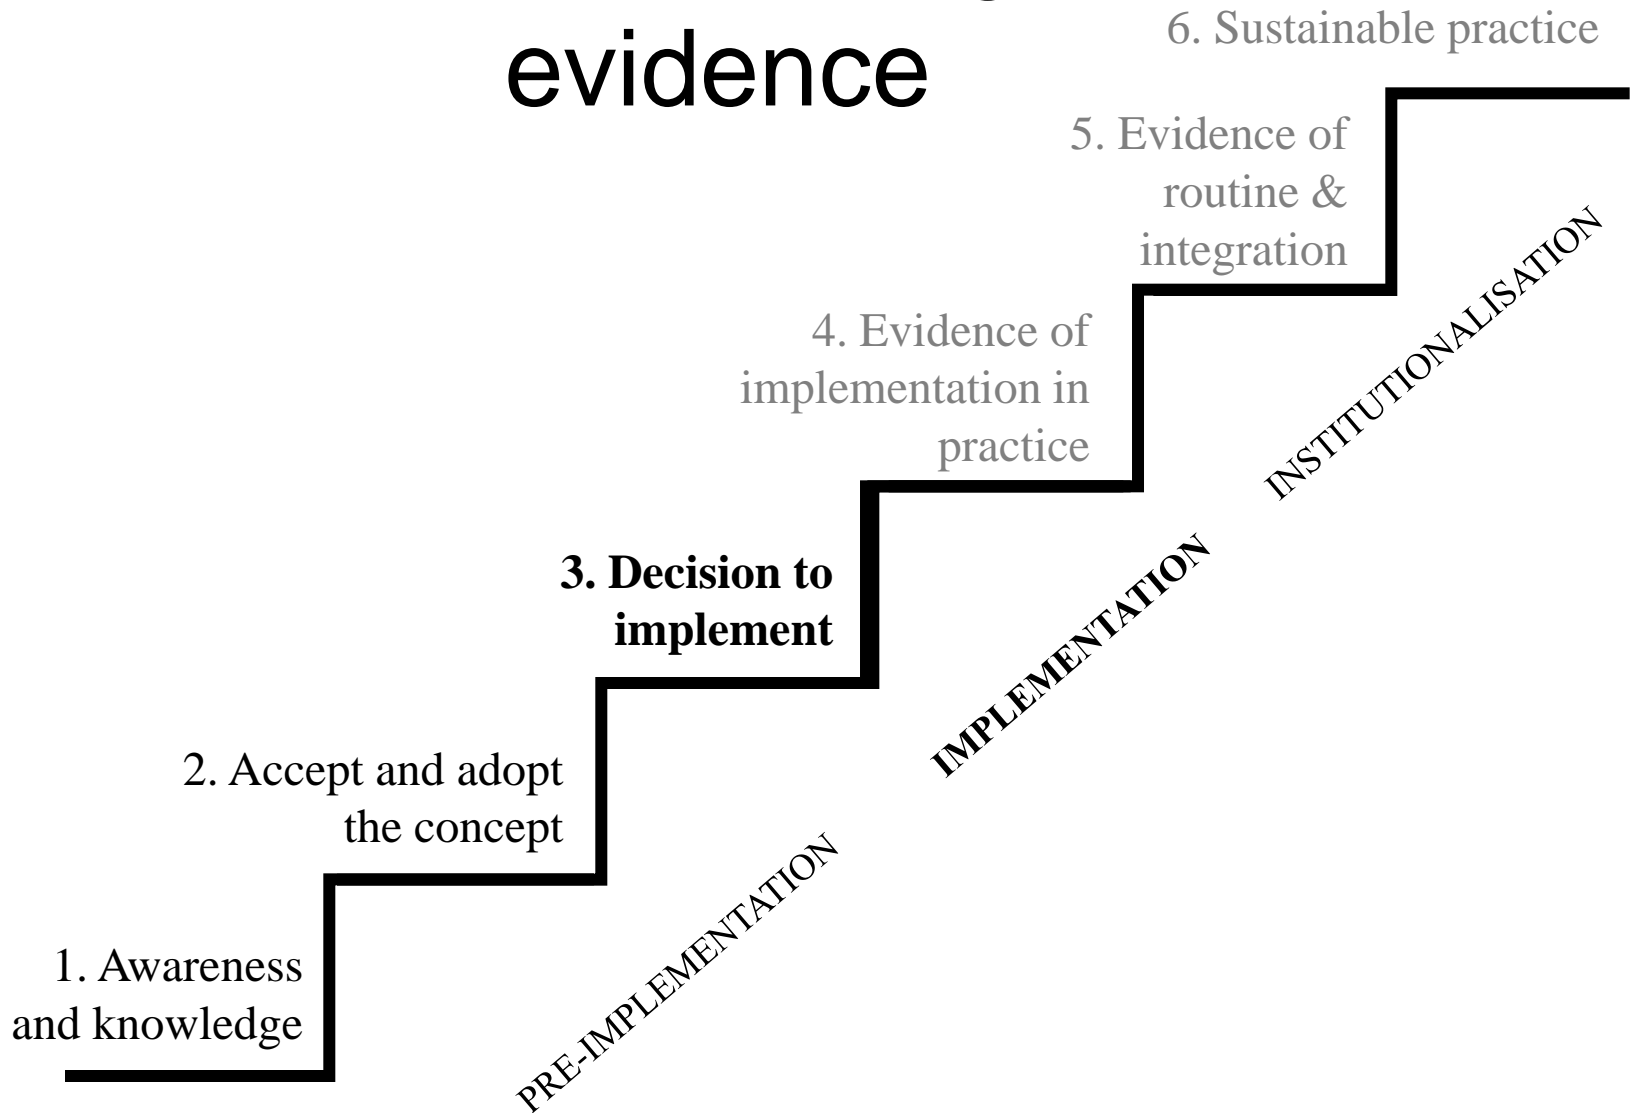 evidence
6. Sustainable practice
5. Evidence of
routine &
integration
4. Evidence of
implementation in
practice
3. Decision to
implement
2. Accept and adopt
the concept
1. Awareness
and knowledge
PRE-IMPLEMENTATION
IMPLEMENTATION
INSTITUTIONALISATION